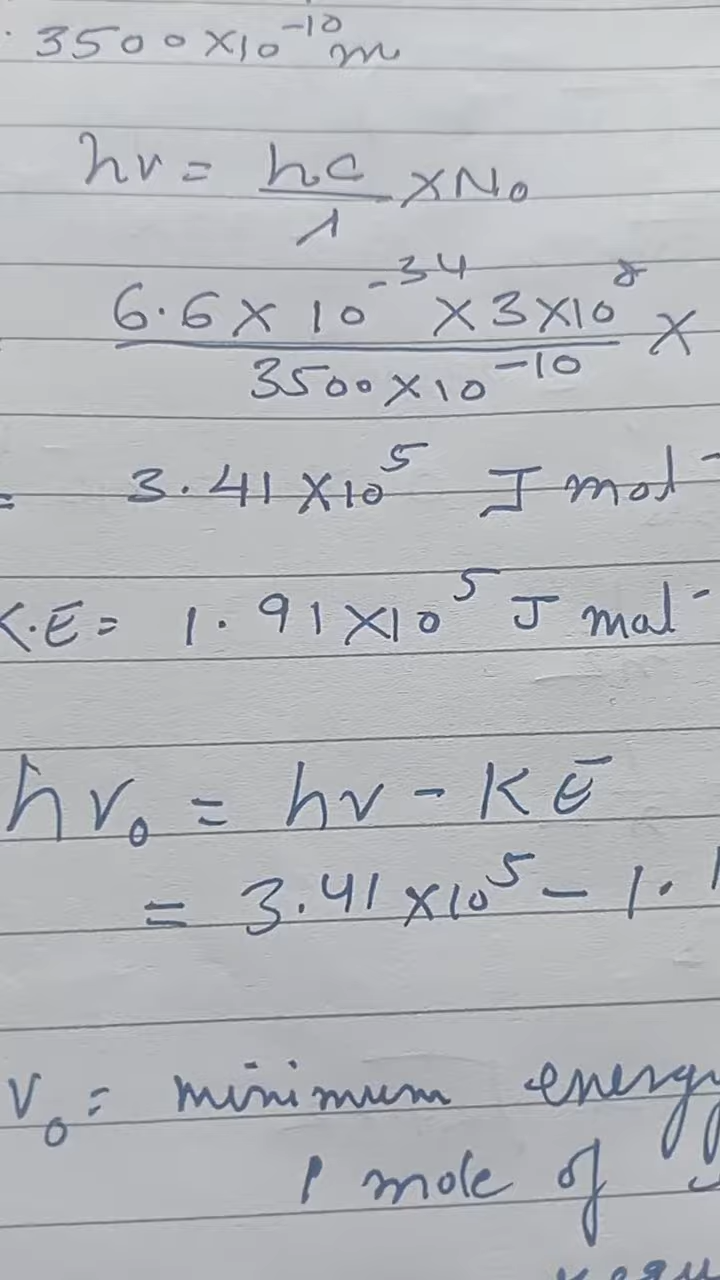 . 3500×10⁻¹⁰ m
hν = hc/λ ×N₀
6.6 × 10⁻³⁴ × 3×10⁸ / 3500×10⁻¹⁰ ×
= 3.41 ×10⁵ J mol⁻
K.E = 1.91×10⁵ J mol⁻
hν₀ = hν - KE
= 3.41 ×10⁵ - 1.
ν₀ = minimum energy
1 mole of